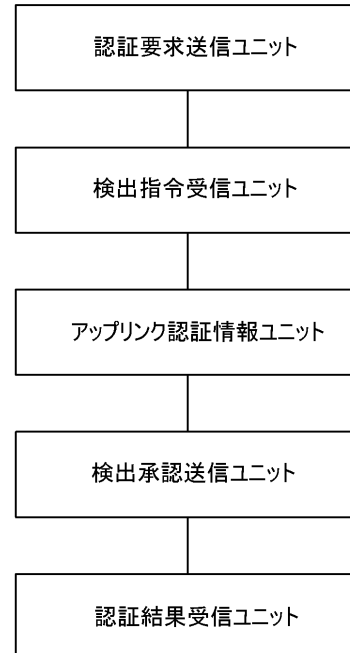 認証要求送信ユニット
検出指令受信ユニット
アップリンク認証情報ユニット
検出承認送信ユニット
認証結果受信ユニット